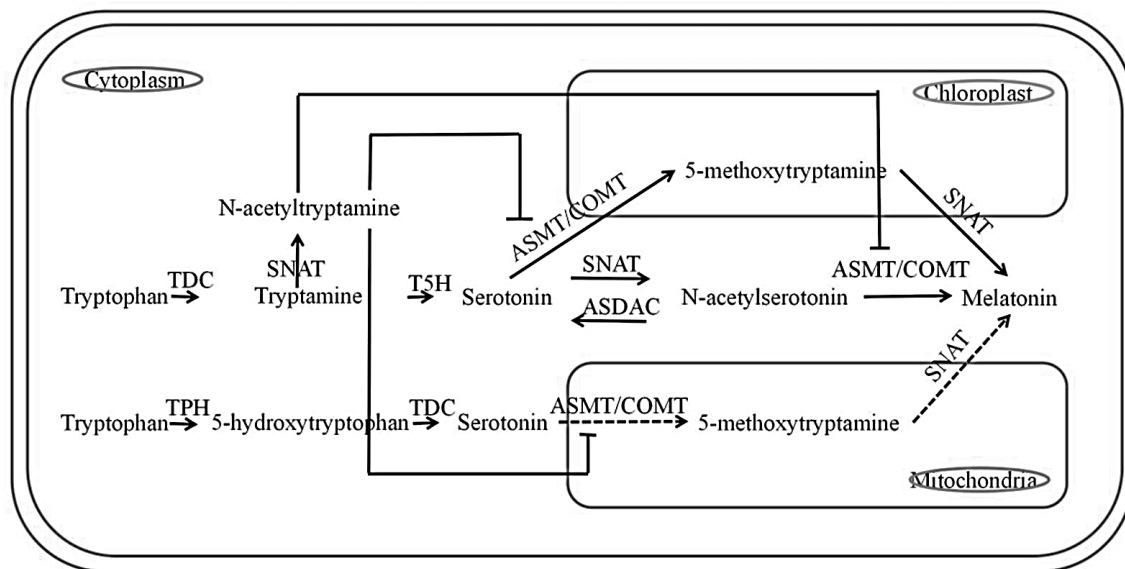 Cytoplasm
Chloroplast
5-methoxytryptamine
ASMT/COMT
SNAT
N-acetyltryptamine
SNAT
Tryptophan TDC Tryptamine T5H Serotonin SNAT N-acetylserotonin ASMT/COMT Melatonin
ASDAC
SNAT
Tryptophan TPH 5-hydroxytryptophan TDC Serotonin ASMT/COMT 5-methoxytryptamine
Mitochondria